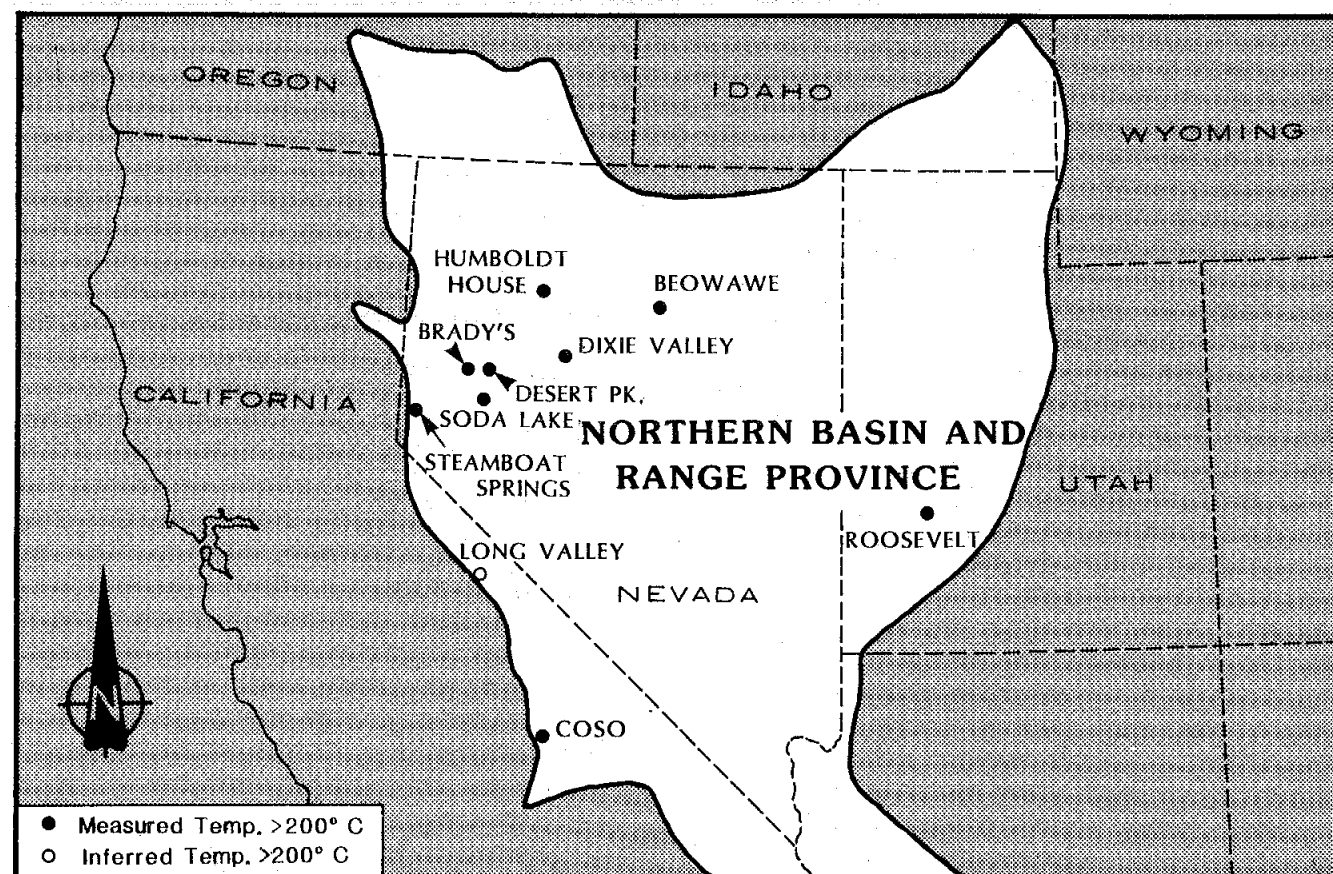 OREGON
IDAHO
WYOMING
HUMBOLDT
HOUSE
BEOWAWE
BRADY'S
DIXIE VALLEY
DESERT PK.
CALIFORNIA
SODA LAKE
NORTHERN BASIN AND
RANGE PROVINCE
STEAMBOAT
SPRINGS
UTAH
ROOSEVELT
LONG VALLEY
NEVADA
N
COSO
Measured Temp. >200° C
Inferred Temp. >200° C